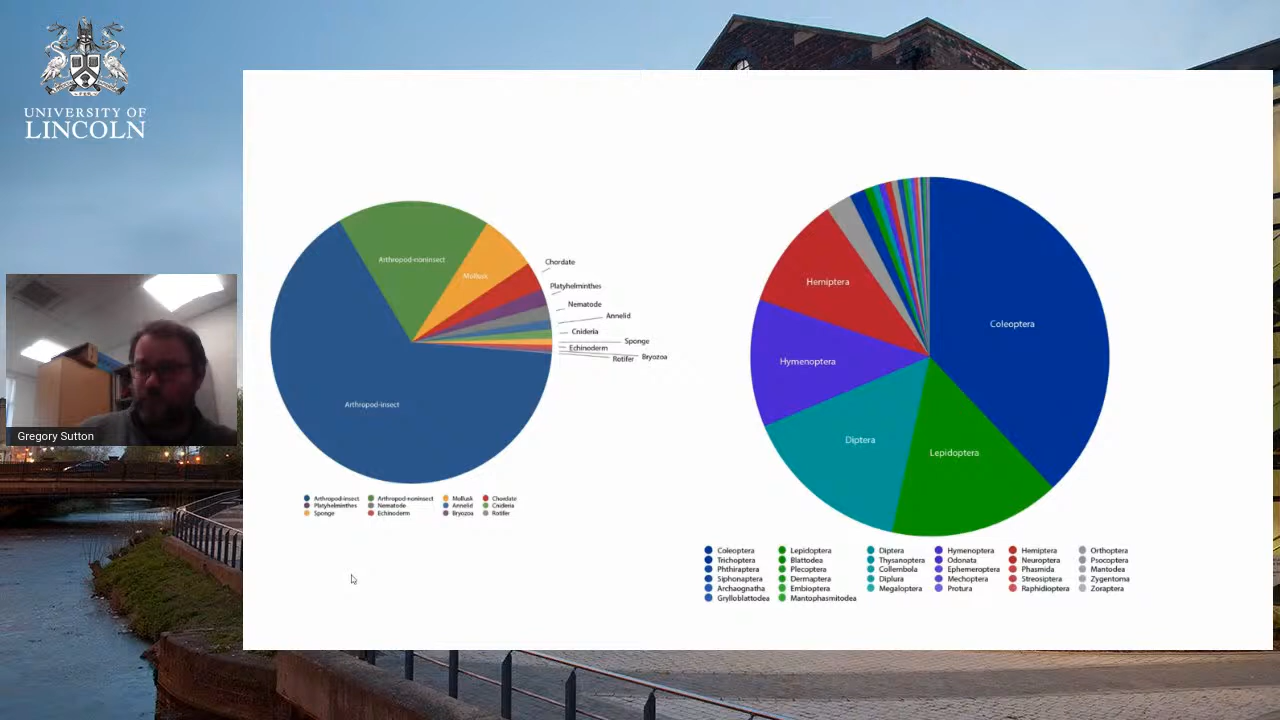 UNIVERSITY OF
LINCOLN
Gregory Sutton
Arthropod-noninsect
Mollusk
Chordate
Platyhelminthes
Nematode
Annelid
Cnideria
Sponge
Echinoderm
Bryozoa
Rotifer
Arthropod-insect
Arthropod-insect Arthropod-noninsect Mollusk Chordate
Platyhelminthes Nematode Annelid Cnideria
Sponge Echinoderm Bryozoa Rotifer
Coleoptera
Hemiptera
Hymenoptera
Diptera
Lepidoptera
Coleoptera Lepidoptera Diptera Hymenoptera Hemiptera Orthoptera
Trichoptera Blattodea Thysanoptera Odonata Neuroptera Psocoptera
Phthiraptera Plecoptera Collembola Ephemeroptera Phasmida Mantodea
Siphonaptera Dermaptera Diplura Mechoptera Streosiptera Zygentoma
Archaognatha Embioptera Megaloptera Protura Raphidioptera Zoraptera
Grylloblattodea Mantophasmitodea